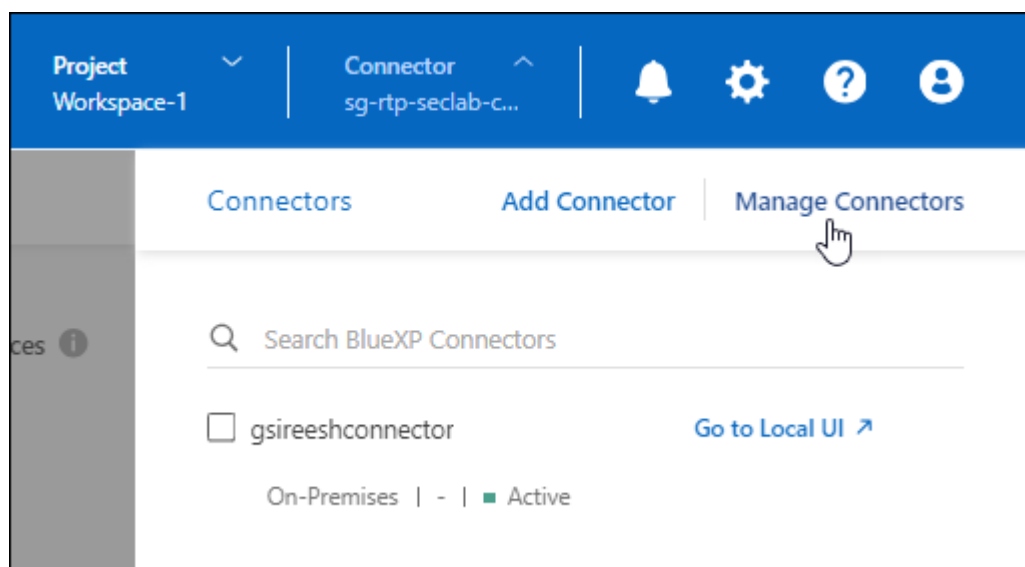 Project
Workspace-1
Connector
sg-rtp-seclab-c...
Connectors
Add Connector
Manage Connectors
ces
Search BlueXP Connectors
gsireeshconnector
Go to Local UI
On-Premises | - | Active